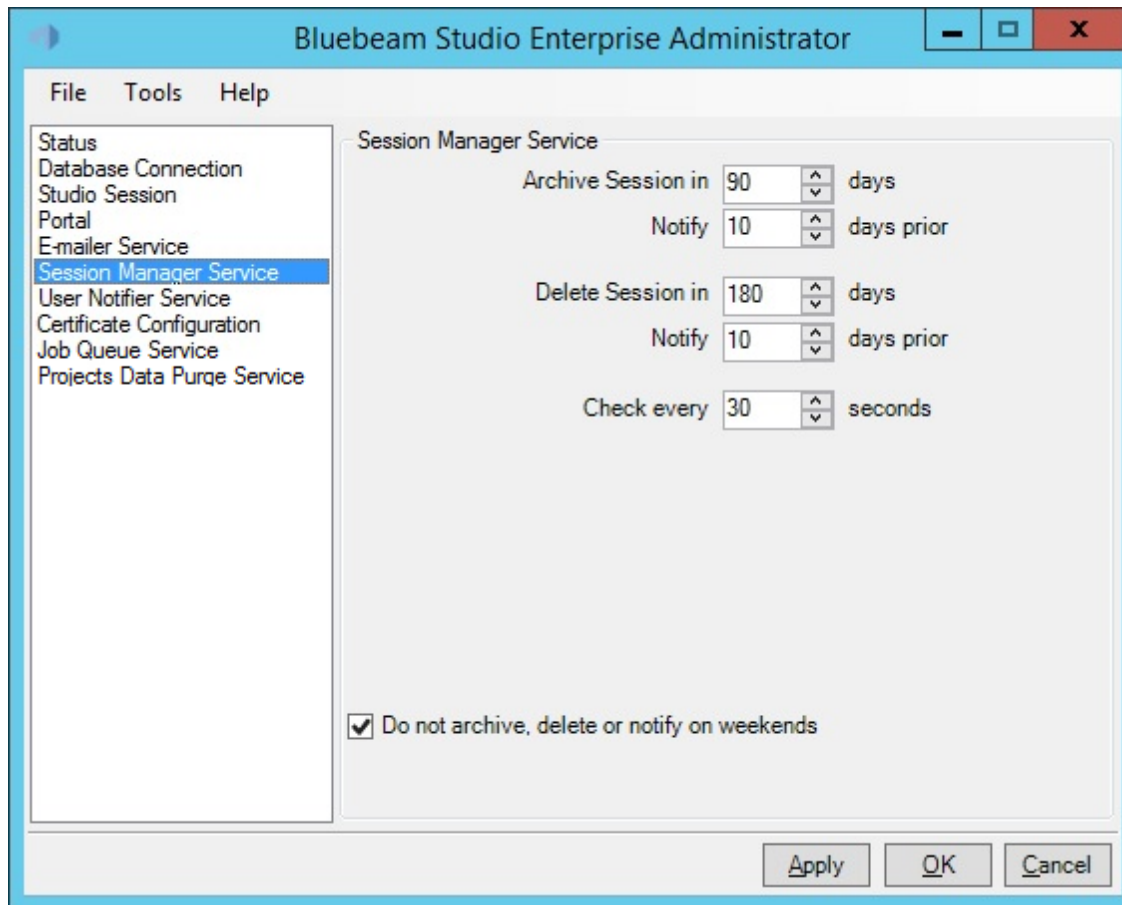 Bluebeam Studio Enterprise Administrator
File Tools Help
Status
Database Connection
Studio Session
Portal
E-mailer Service
Session Manager Service
User Notifier Service
Certificate Configuration
Job Queue Service
Projects Data Purge Service
Session Manager Service
Archive Session in 90 days
Notify 10 days prior
Delete Session in 180 days
Notify 10 days prior
Check every 30 seconds
Do not archive, delete or notify on weekends
Apply OK Cancel